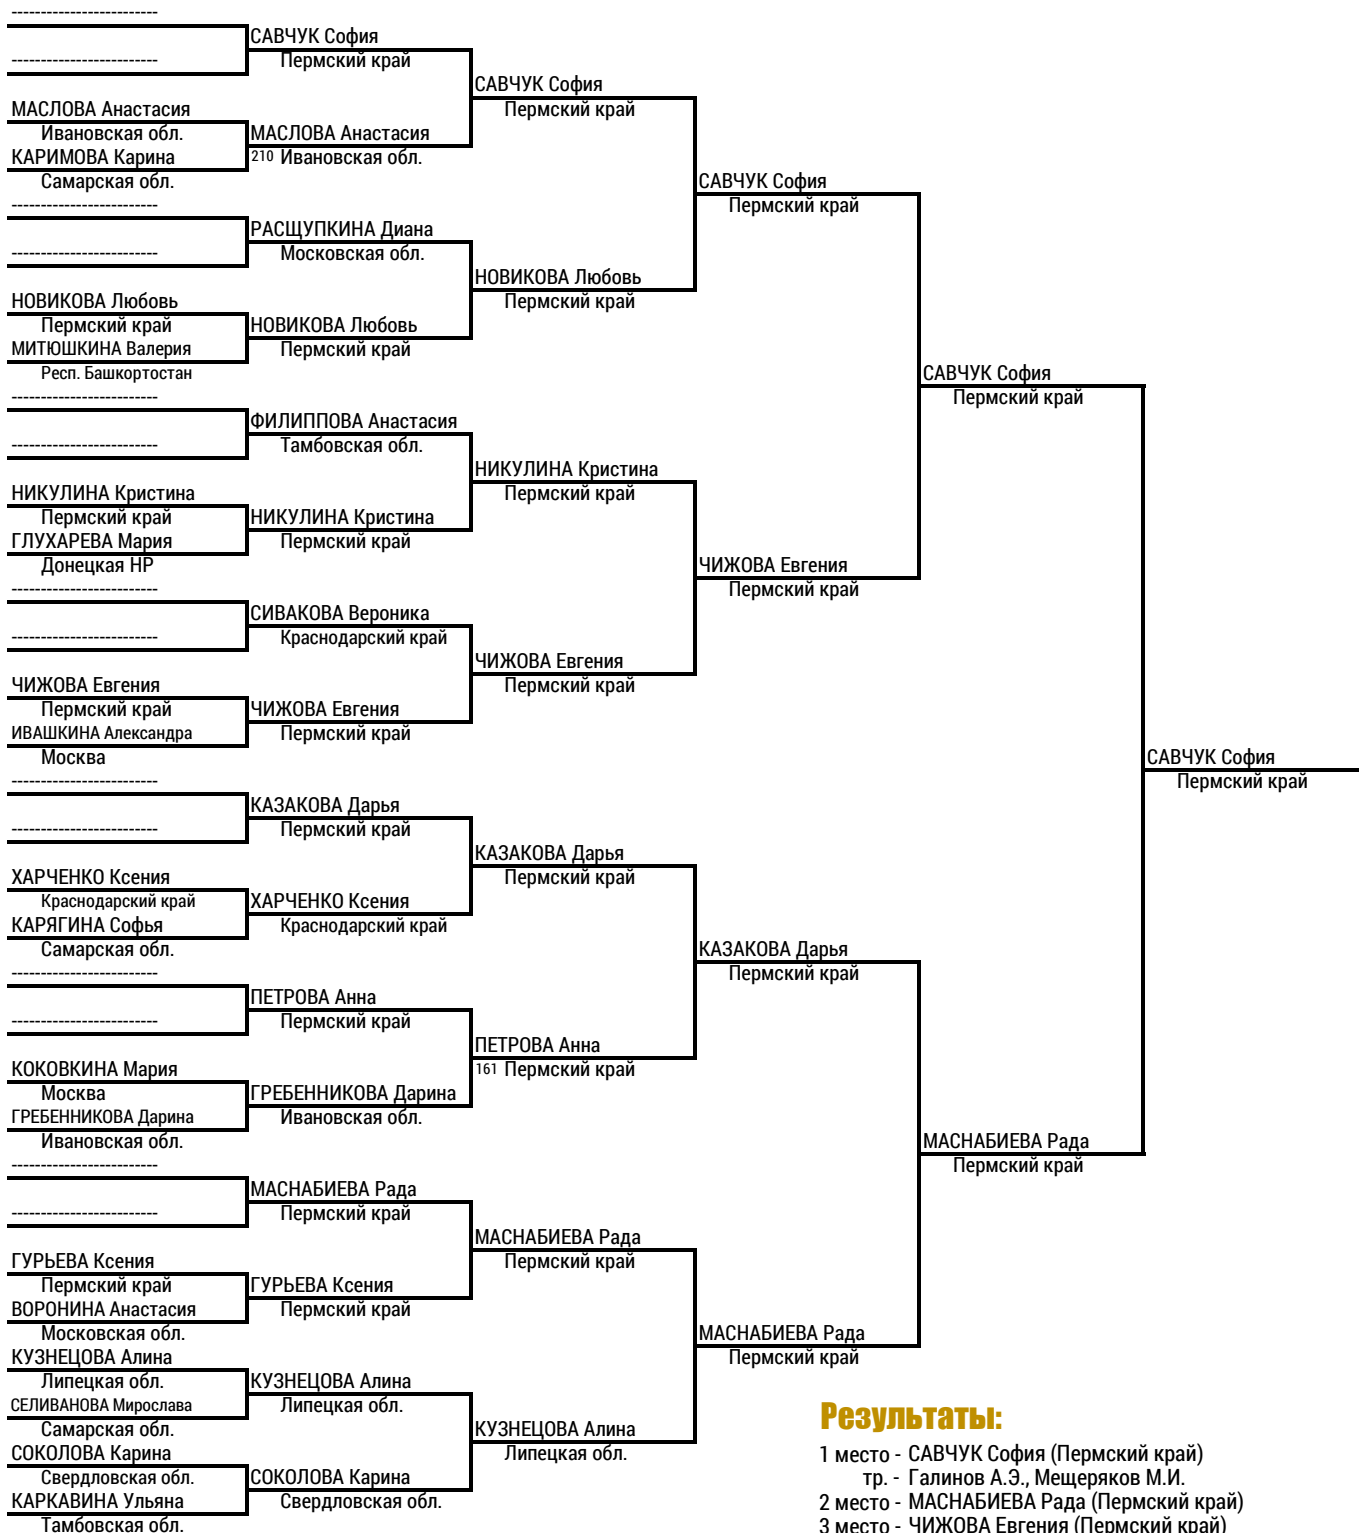 -------------------------
-------------------------
МАСЛОВА Анастасия
Ивановская обл.
КАРИМОВА Карина
Самарская обл.
-------------------------
-------------------------
НОВИКОВА Любовь
Пермский край
МИТЮШКИНА Валерия
Респ. Башкортостан
-------------------------
-------------------------
НИКУЛИНА Кристина
Пермский край
ГЛУХАРЕВА Мария
Донецкая НР
-------------------------
-------------------------
ЧИЖОВА Евгения
Пермский край
ИВАШКИНА Александра
Москва
-------------------------
-------------------------
ХАРЧЕНКО Ксения
Краснодарский край
КАРЯГИНА Софья
Самарская обл.
-------------------------
-------------------------
КОКОВКИНА Мария
Москва
ГРЕБЕННИКОВА Дарина
Ивановская обл.
-------------------------
-------------------------
ГУРЬЕВА Ксения
Пермский край
ВОРОНИНА Анастасия
Московская обл.
КУЗНЕЦОВА Алина
Липецкая обл.
СЕЛИВАНОВА Мирослава
Самарская обл.
СОКОЛОВА Карина
Свердловская обл.
КАРКАВИНА Ульяна
Тамбовская обл.
САВЧУК София
Пермский край
МАСЛОВА Анастасия
210 Ивановская обл.
РАСЩУПКИНА Диана
Московская обл.
НОВИКОВА Любовь
Пермский край
ФИЛИППОВА Анастасия
Тамбовская обл.
НИКУЛИНА Кристина
Пермский край
СИВАКОВА Вероника
Краснодарский край
ЧИЖОВА Евгения
Пермский край
КАЗАКОВА Дарья
Пермский край
ХАРЧЕНКО Ксения
Краснодарский край
ПЕТРОВА Анна
Пермский край
ГРЕБЕННИКОВА Дарина
Ивановская обл.
МАСНАБИЕВА Рада
Пермский край
ГУРЬЕВА Ксения
Пермский край
КУЗНЕЦОВА Алина
Липецкая обл.
СОКОЛОВА Карина
Свердловская обл.
САВЧУК София
Пермский край
НОВИКОВА Любовь
Пермский край
НИКУЛИНА Кристина
Пермский край
ЧИЖОВА Евгения
Пермский край
КАЗАКОВА Дарья
Пермский край
ПЕТРОВА Анна
161 Пермский край
МАСНАБИЕВА Рада
Пермский край
КУЗНЕЦОВА Алина
Липецкая обл.
САВЧУК София
Пермский край
ЧИЖОВА Евгения
Пермский край
КАЗАКОВА Дарья
Пермский край
МАСНАБИЕВА Рада
Пермский край
САВЧУК София
Пермский край
МАСНАБИЕВА Рада
Пермский край
САВЧУК София
Пермский край
Результаты:
1 место - САВЧУК София (Пермский край)
тр. - Галинов А.Э., Мещеряков М.И.
2 место - МАСНАБИЕВА Рада (Пермский край)
3 место - ЧИЖОВА Евгения (Пермский край)